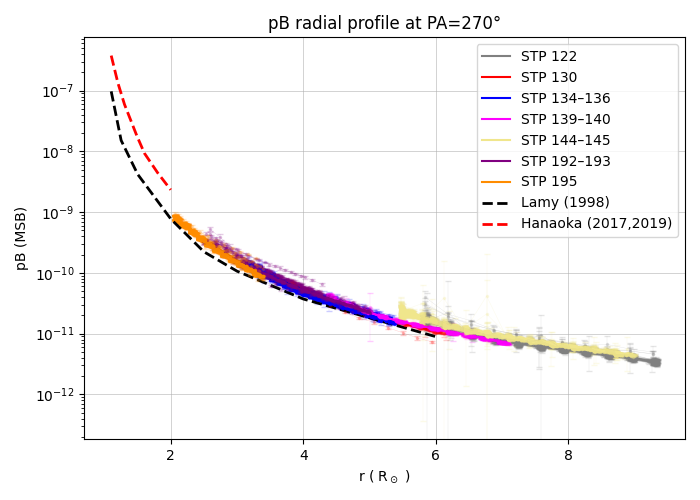 pB radial profile at PA=270°
pB (MSB)
10⁻⁷
10⁻⁸
10⁻⁹
10⁻¹⁰
10⁻¹¹
10⁻¹²
STP 122
STP 130
STP 134–136
STP 139–140
STP 144–145
STP 192–193
STP 195
Lamy (1998)
Hanaoka (2017,2019)
2 4 6 8
r ( R⊙ )